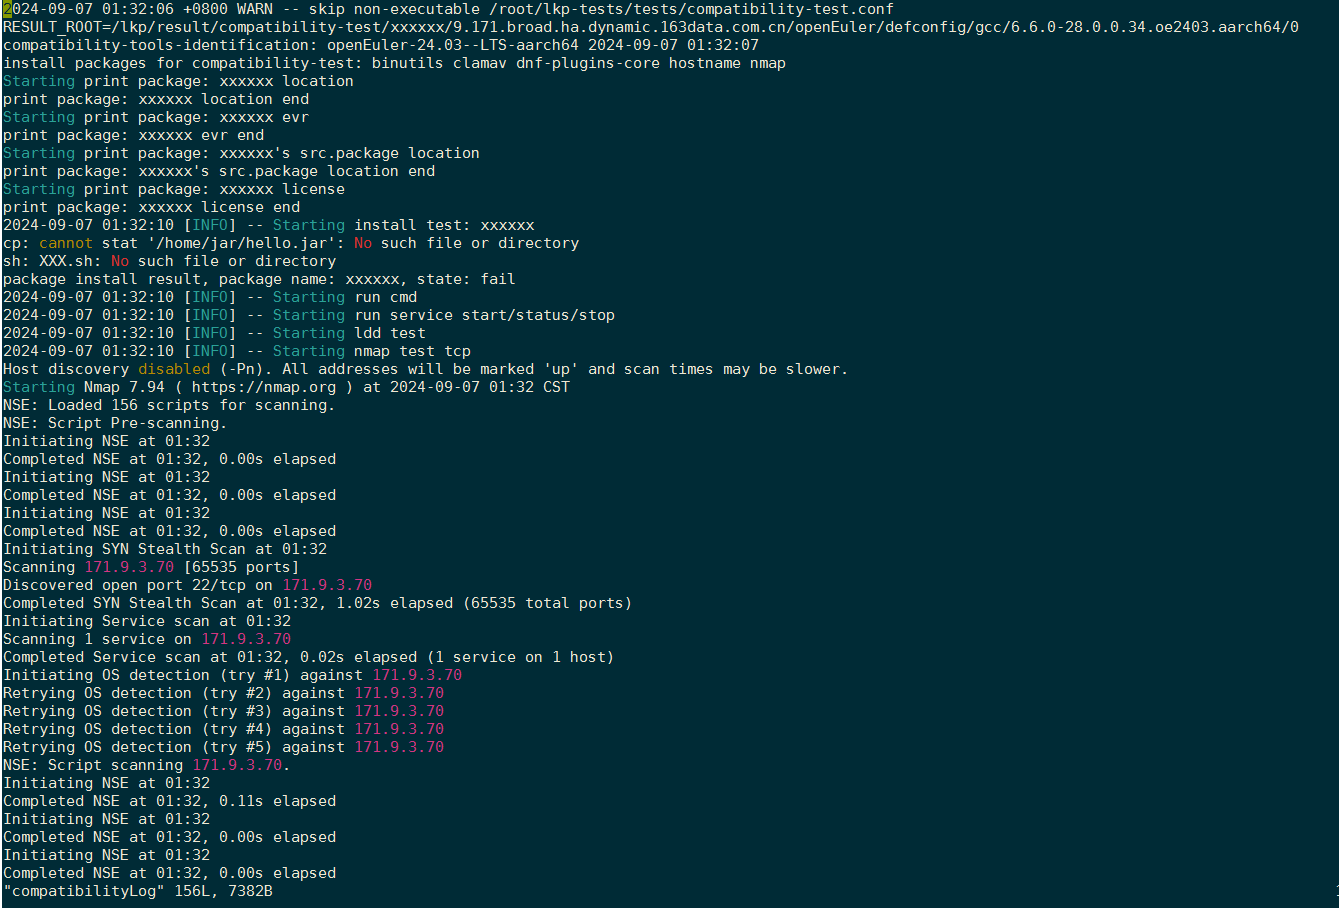 2024-09-07 01:32:06 +0800 WARN -- skip non-executable /root/lkp-tests/tests/compatibility-test.conf
RESULT_ROOT=/lkp/result/compatibility-test/xxxxxx/9.171.broad.ha.dynamic.163data.com.cn/openEuler/defconfig/gcc/6.6.0-28.0.0.34.oe2403.aarch64/0
compatibility-tools-identification: openEuler-24.03--LTS-aarch64 2024-09-07 01:32:07
install packages for compatibility-test: binutils clamav dnf-plugins-core hostname nmap
Starting print package: xxxxxx location
print package: xxxxxx location end
Starting print package: xxxxxx evr
print package: xxxxxx evr end
Starting print package: xxxxxx's src.package location
print package: xxxxxx's src.package location end
Starting print package: xxxxxx license
print package: xxxxxx license end
2024-09-07 01:32:10 [INFO] -- Starting install test: xxxxxx
cp: cannot stat '/home/jar/hello.jar': No such file or directory
sh: XXX.sh: No such file or directory
package install result, package name: xxxxxx, state: fail
2024-09-07 01:32:10 [INFO] -- Starting run cmd
2024-09-07 01:32:10 [INFO] -- Starting run service start/status/stop
2024-09-07 01:32:10 [INFO] -- Starting ldd test
2024-09-07 01:32:10 [INFO] -- Starting nmap test tcp
Host discovery disabled (-Pn). All addresses will be marked 'up' and scan times may be slower.
Starting Nmap 7.94 ( https://nmap.org ) at 2024-09-07 01:32 CST
NSE: Loaded 156 scripts for scanning.
NSE: Script Pre-scanning.
Initiating NSE at 01:32
Completed NSE at 01:32, 0.00s elapsed
Initiating NSE at 01:32
Completed NSE at 01:32, 0.00s elapsed
Initiating NSE at 01:32
Completed NSE at 01:32, 0.00s elapsed
Initiating SYN Stealth Scan at 01:32
Scanning 171.9.3.70 [65535 ports]
Discovered open port 22/tcp on 171.9.3.70
Completed SYN Stealth Scan at 01:32, 1.02s elapsed (65535 total ports)
Initiating Service scan at 01:32
Scanning 1 service on 171.9.3.70
Completed Service scan at 01:32, 0.02s elapsed (1 service on 1 host)
Initiating OS detection (try #1) against 171.9.3.70
Retrying OS detection (try #2) against 171.9.3.70
Retrying OS detection (try #3) against 171.9.3.70
Retrying OS detection (try #4) against 171.9.3.70
Retrying OS detection (try #5) against 171.9.3.70
NSE: Script scanning 171.9.3.70.
Initiating NSE at 01:32
Completed NSE at 01:32, 0.11s elapsed
Initiating NSE at 01:32
Completed NSE at 01:32, 0.00s elapsed
Initiating NSE at 01:32
Completed NSE at 01:32, 0.00s elapsed
"compatibilityLog" 156L, 7382B